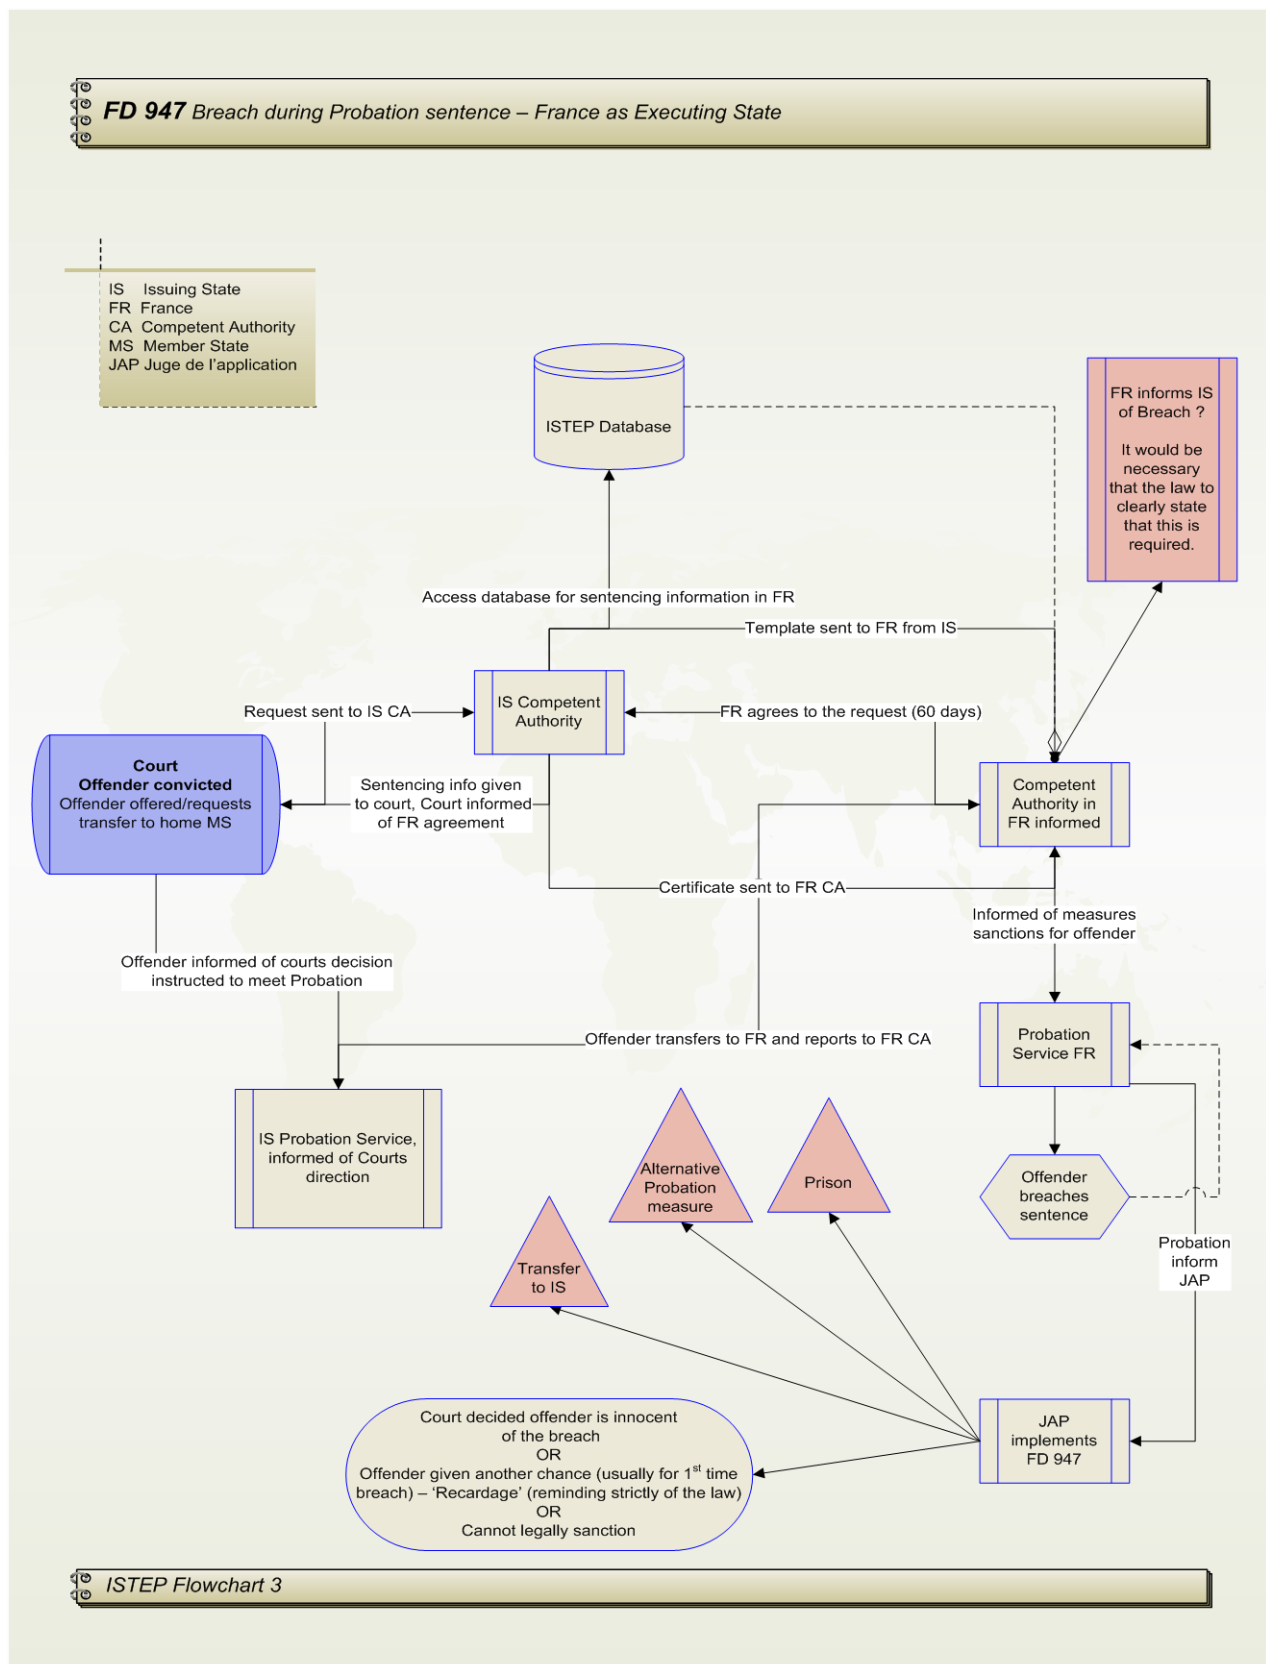 FD 947 Breach during Probation sentence – France as Executing State
IS Issuing State
FR France
CA Competent Authority
MS Member State
JAP Juge de l'application
ISTEP Database
FR informs IS
of Breach ?
It would be
necessary
that the law to
clearly state
that this is
required.
Access database for sentencing information in FR
Template sent to FR from IS
IS Competent
Authority
Request sent to IS CA
FR agrees to the request (60 days)
Court
Offender convicted
Offender offered/requests
transfer to home MS
Sentencing info given
to court, Court informed
of FR agreement
Competent
Authority in
FR informed
Certificate sent to FR CA
Informed of measures
sanctions for offender
Offender informed of courts decision
instructed to meet Probation
Offender transfers to FR and reports to FR CA
Probation
Service FR
IS Probation Service,
informed of Courts
direction
Alternative
Probation
measure
Prison
Offender
breaches
sentence
Transfer
to IS
Probation
inform
JAP
Court decided offender is innocent
of the breach
OR
Offender given another chance (usually for 1st time
breach) – ‘Recardage’ (reminding strictly of the law)
OR
Cannot legally sanction
JAP
implements
FD 947
ISTEP Flowchart 3